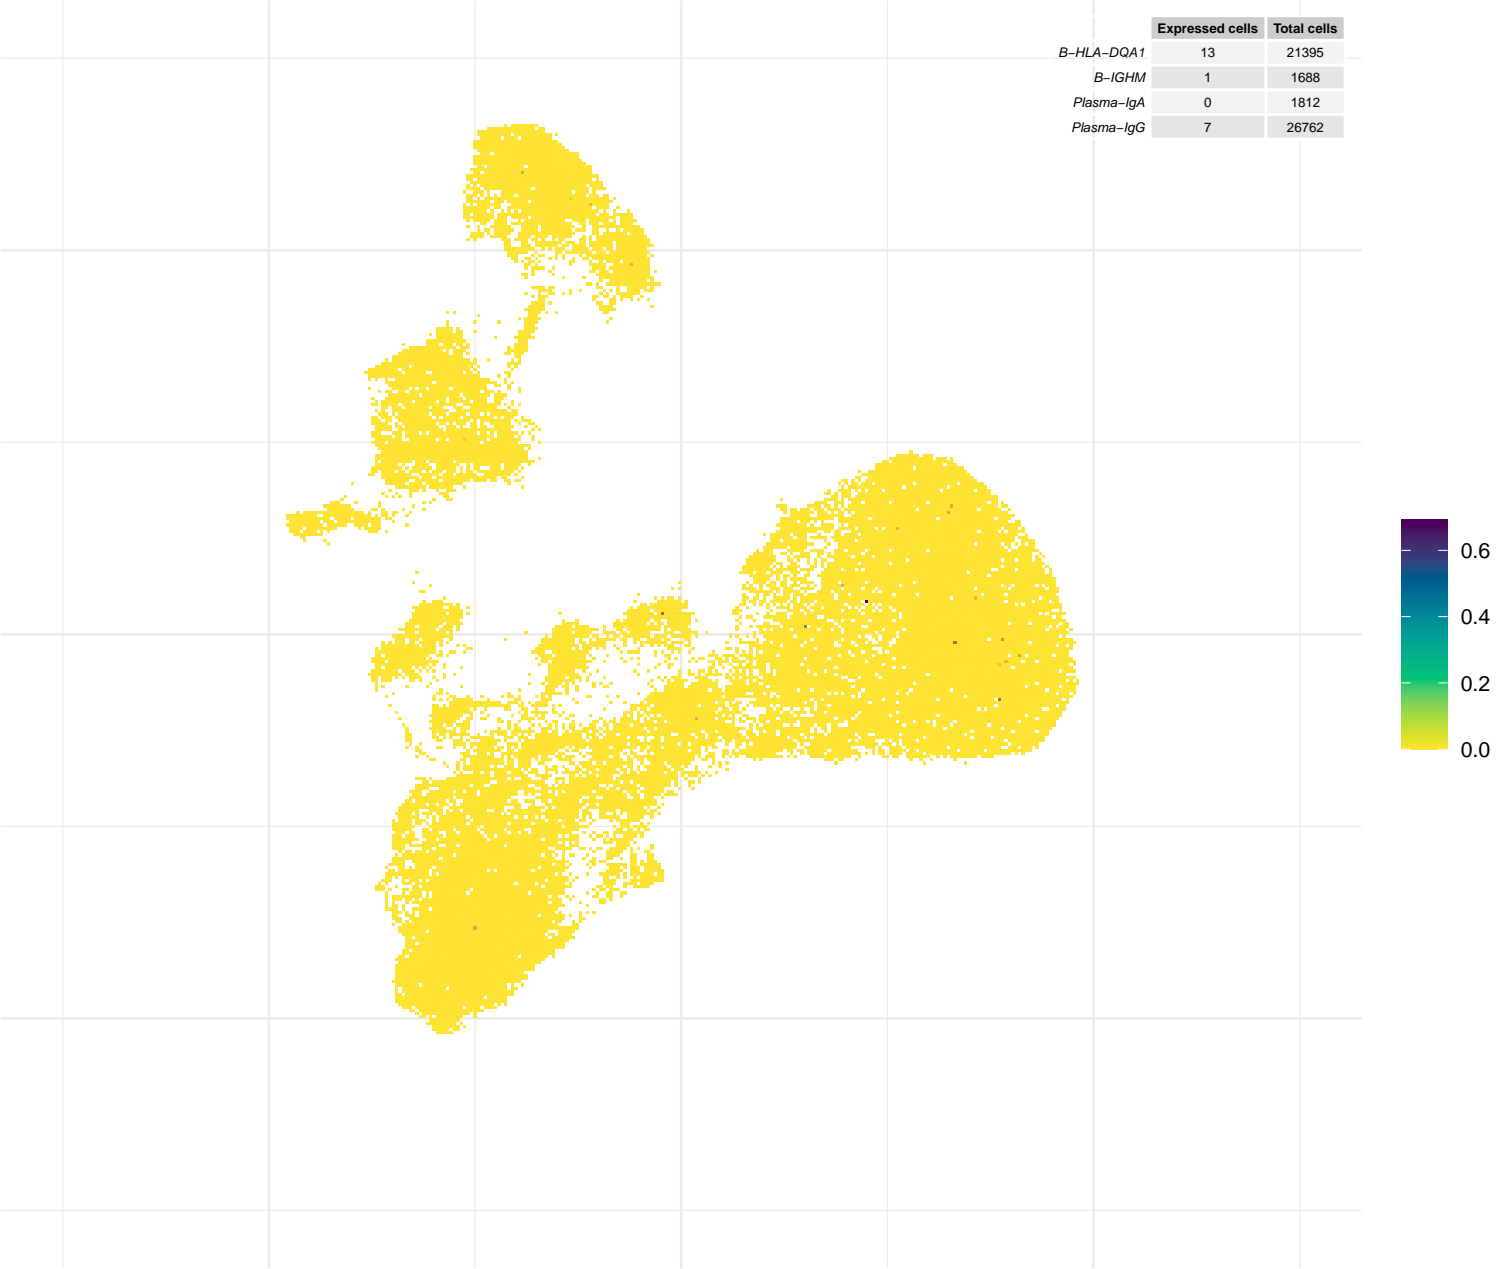 Expressed cells Total cells
B−HLA−DQA1 13 21395
B−IGHM 1 1688
Plasma−IgA 0 1812
Plasma−IgG 7 26762
0.6
0.4
0.2
0.0